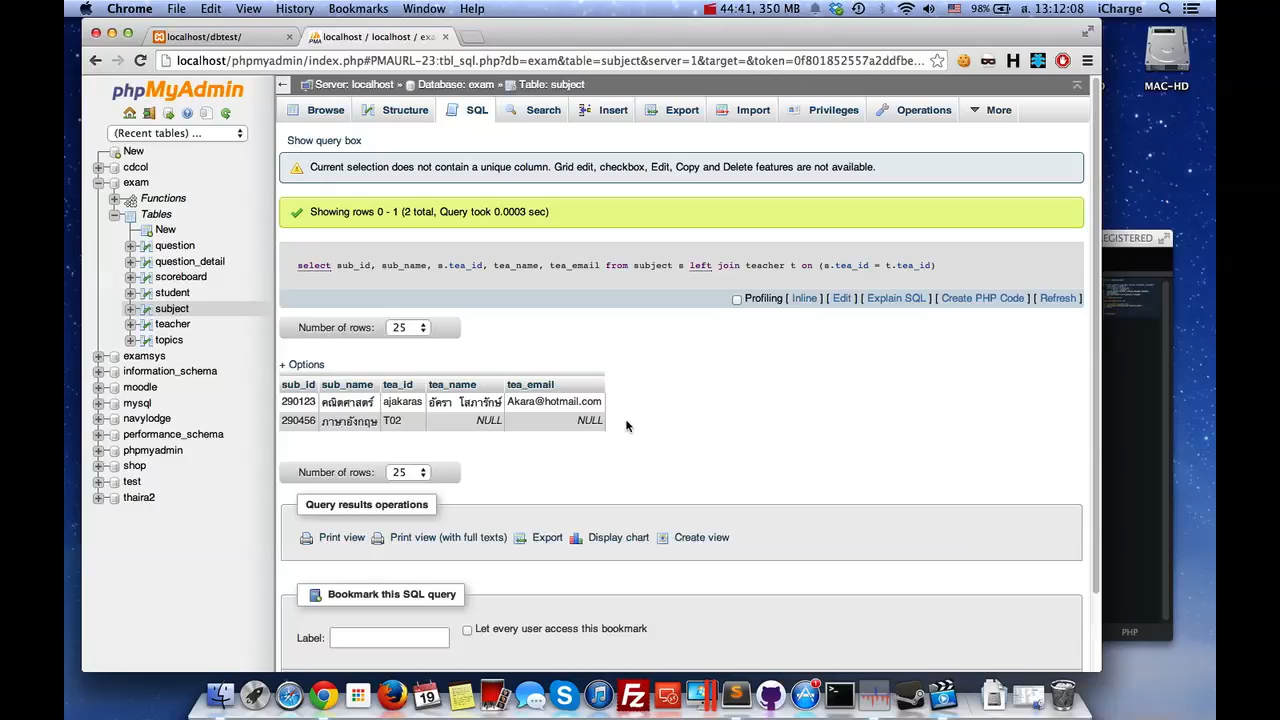 Chrome File Edit View History Bookmarks Window Help 44:41, 350 MB 98% ส. 13:12:08 iCharge
localhost/dbtest/
localhost / localhost / exa
localhost/phpmyadmin/index.php#PMAURL-23:tbl_sql.php?db=exam&table=subject&server=1&target=&token=0f801852557a2ddfbe...
MAC-HD
phpMyAdmin
(Recent tables) ...
New
cdcol
exam
Functions
Tables
New
question
question_detail
scoreboard
student
subject
teacher
topics
examsys
information_schema
moodle
mysql
navylodge
performance_schema
phpmyadmin
shop
test
thaira2
Server: localhost » Database: exam » Table: subject
Browse Structure SQL Search Insert Export Import Privileges Operations More
Show query box
Current selection does not contain a unique column. Grid edit, checkbox, Edit, Copy and Delete features are not available.
Showing rows 0 - 1 (2 total, Query took 0.0003 sec)
select sub_id, sub_name, s.tea_id, tea_name, tea_email from subject s left join teacher t on (s.tea_id = t.tea_id)
Profiling [ Inline ] [ Edit ] [ Explain SQL ] [ Create PHP Code ] [ Refresh ]
Number of rows: 25
+ Options
sub_id sub_name tea_id tea_name tea_email
290123 คณิตศาสตร์ ajakaras อัครา โสภารักษ์ Akara@hotmail.com
290456 ภาษาอังกฤษ T02 NULL NULL
Number of rows: 25
Query results operations
Print view Print view (with full texts) Export Display chart Create view
Bookmark this SQL query
Label: Let every user access this bookmark
EGISTERED
PHP
19
1